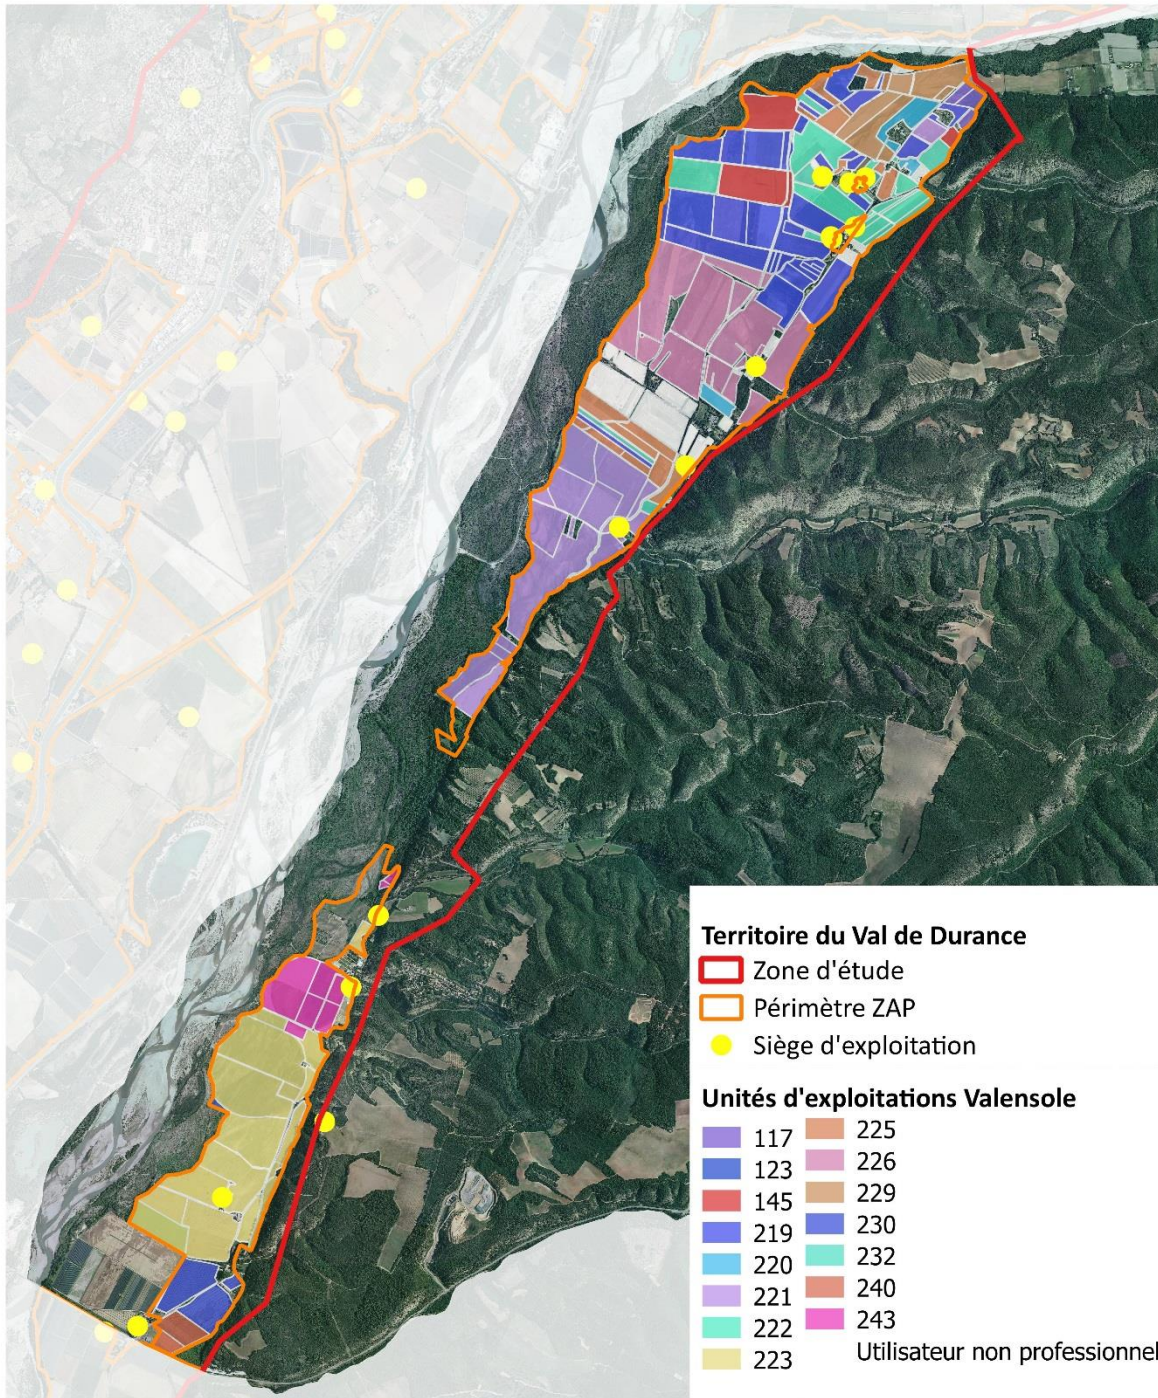 Territoire du Val de Durance
Zone d'étude
Périmètre ZAP
Siège d'exploitation
Unités d'exploitations Valensole
117
123
145
219
220
221
222
223
225
226
229
230
232
240
243
Utilisateur non professionnel